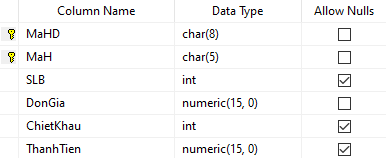 Column Name Data Type Allow Nulls
MaHD char(8)
MaH char(5)
SLB int
DonGia numeric(15, 0)
ChietKhau int
ThanhTien numeric(15, 0)